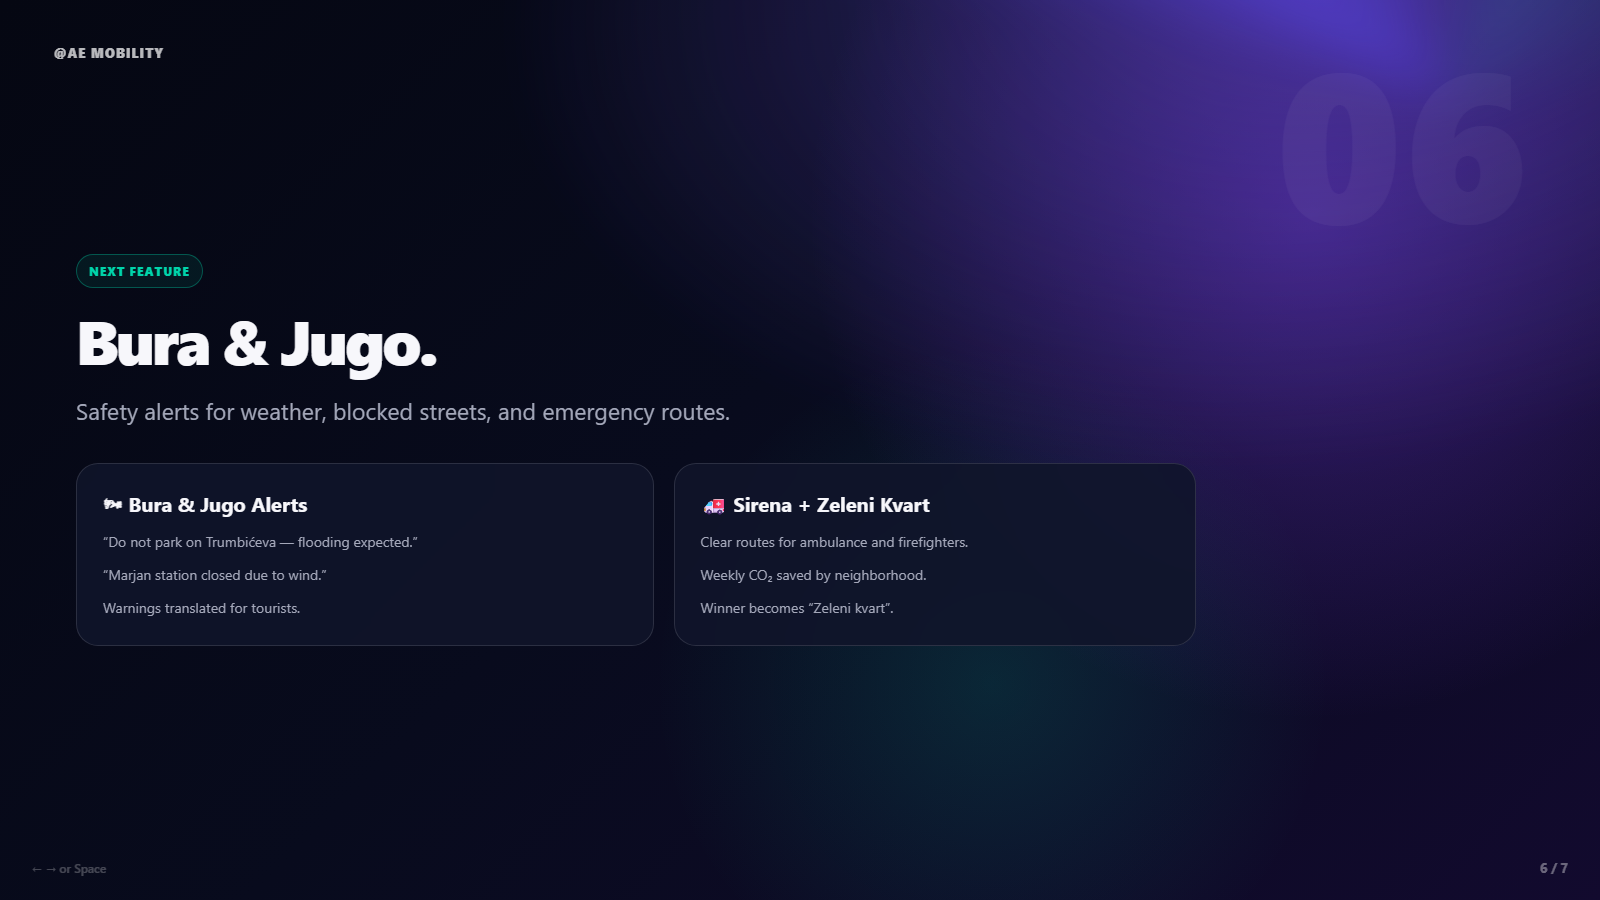 @AE MOBILITY
06
NEXT FEATURE
Bura & Jugo.
Safety alerts for weather, blocked streets, and emergency routes.
🌬 Bura & Jugo Alerts
“Do not park on Trumbićeva — flooding expected.”
“Marjan station closed due to wind.”
Warnings translated for tourists.
🚑 Sirena + Zeleni Kvart
Clear routes for ambulance and firefighters.
Weekly CO₂ saved by neighborhood.
Winner becomes “Zeleni kvart”.
← → or Space
6 / 7